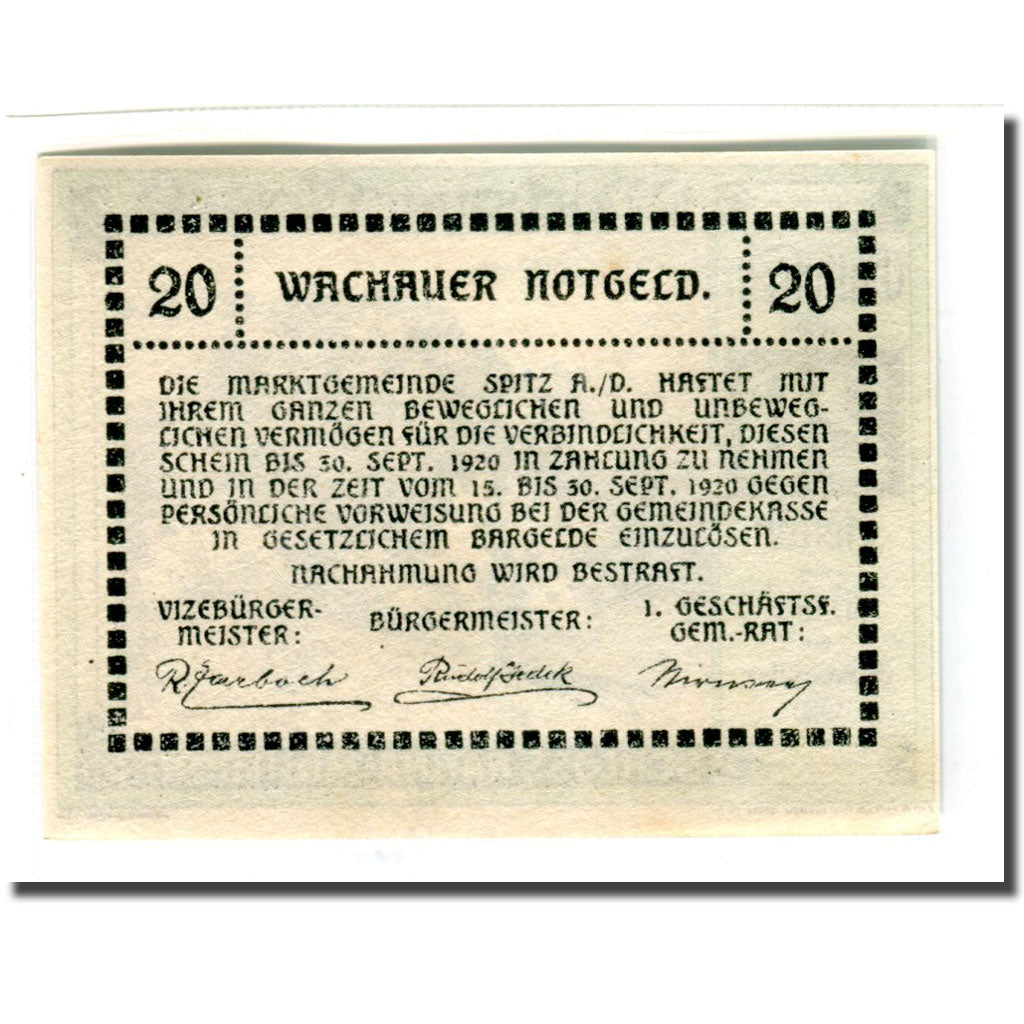 20 WACHAUER NOTGELD. 20
DIE MARKTGEMEINDE SPITZ A./D. HAFTET MIT
IHREM GANZEN BEWEGLICHEN UND UNBEWEG-
LICHEN VERMÖGEN FÜR DIE VERBINDLICHKEIT, DIESEN
SCHEIN BIS 30. SEPT. 1920 IN ZAHLUNG ZU NEHMEN
UND IN DER ZEIT VOM 15. BIS 30. SEPT. 1920 GEGEN
PERSÖNLICHE VORWEISUNG BEI DER GEMEINDEKASSE
IN GESETZLICHEM BARGELDE EINZULÖSEN.
NACHAHMUNG WIRD BESTRAFT.
VIZEBÜRGER-
MEISTER:
BÜRGERMEISTER:
1. GESCHÄFTSF.
GEM.-RAT:
R. Rudolf